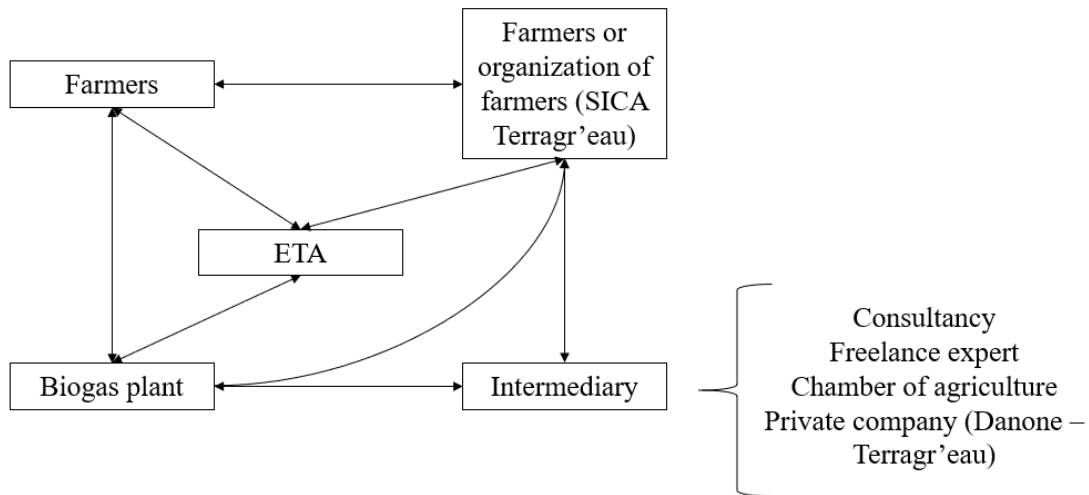 Farmers
Farmers or
organization of
farmers (SICA
Terragr’eau)
ETA
Biogas plant
Intermediary
Consultancy
Freelance expert
Chamber of agriculture
Private company (Danone –
Terragr’eau)